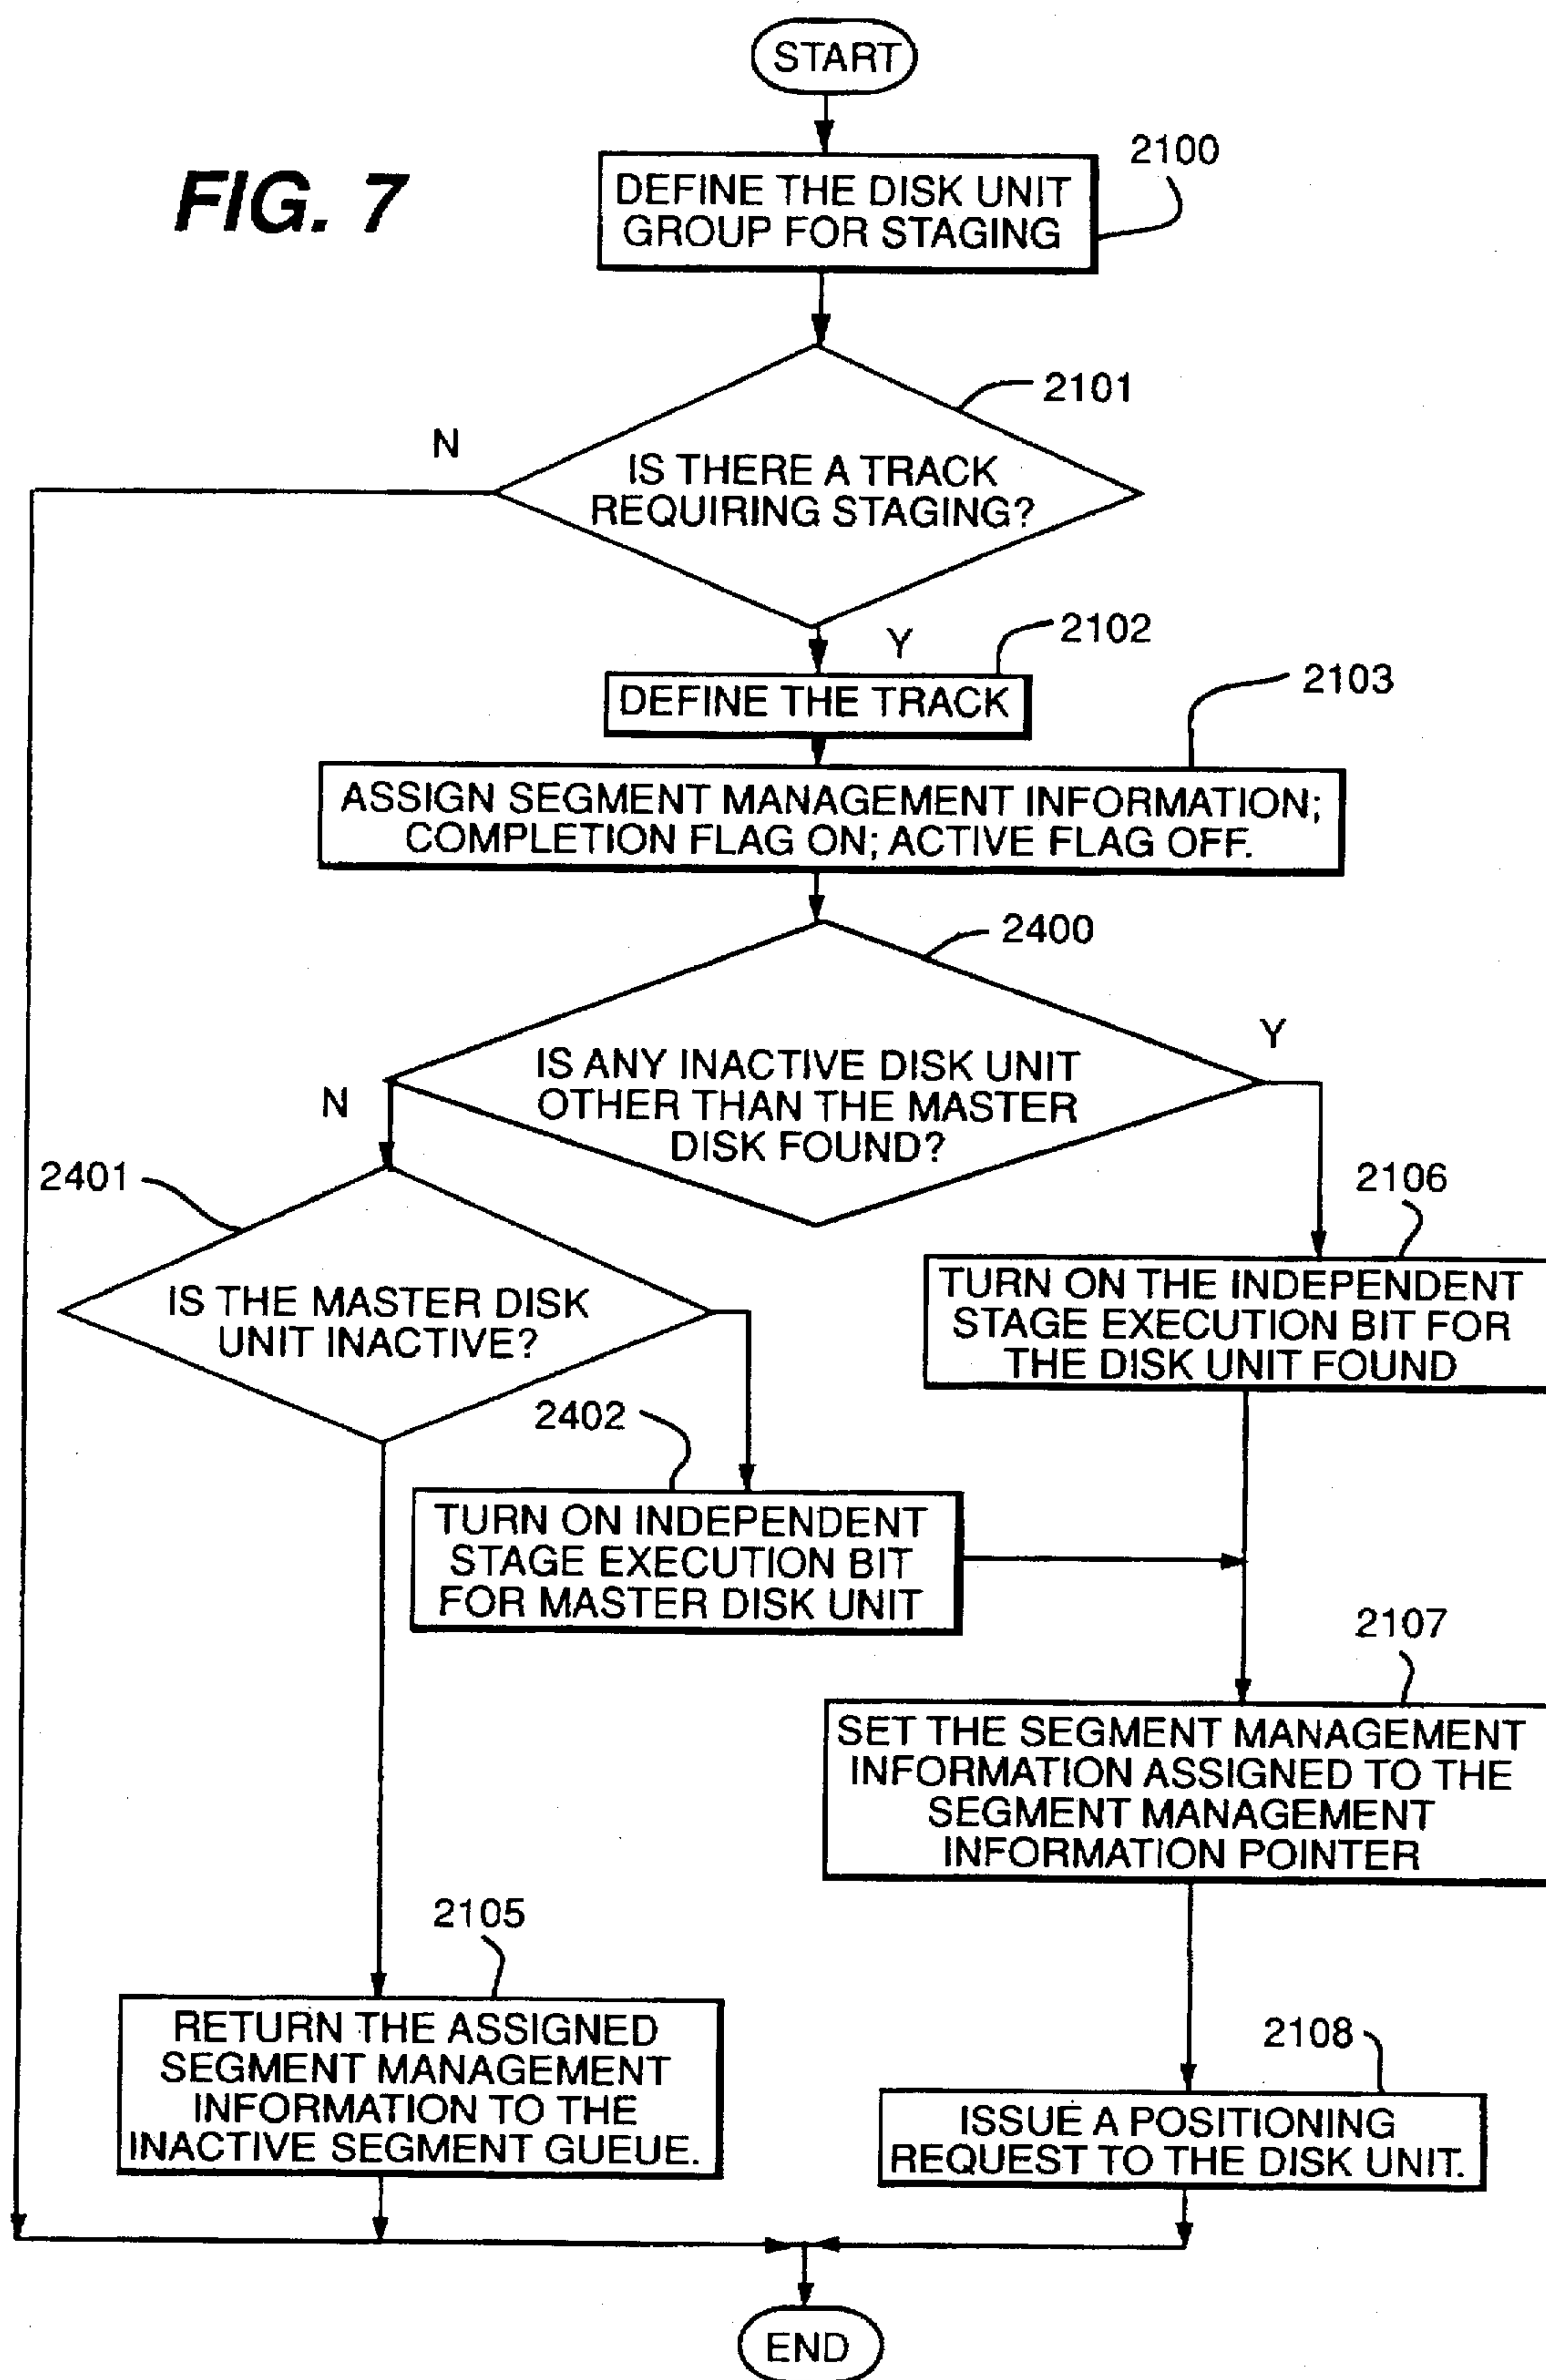 START
FIG. 7
2100
DEFINE THE DISK UNIT
GROUP FOR STAGING
2101
N
IS THERE A TRACK
REQUIRING STAGING?
Y
2102
DEFINE THE TRACK
2103
ASSIGN SEGMENT MANAGEMENT INFORMATION;
COMPLETION FLAG ON; ACTIVE FLAG OFF.
2400
Y
IS ANY INACTIVE DISK UNIT
OTHER THAN THE MASTER
DISK FOUND?
N
2401
IS THE MASTER DISK
UNIT INACTIVE?
2106
TURN ON THE INDEPENDENT
STAGE EXECUTION BIT FOR
THE DISK UNIT FOUND
2402
TURN ON INDEPENDENT
STAGE EXECUTION BIT
FOR MASTER DISK UNIT
2107
SET THE SEGMENT MANAGEMENT
INFORMATION ASSIGNED TO THE
SEGMENT MANAGEMENT
INFORMATION POINTER
2105
RETURN THE ASSIGNED
SEGMENT MANAGEMENT
INFORMATION TO THE
INACTIVE SEGMENT GUEUE.
2108
ISSUE A POSITIONING
REQUEST TO THE DISK UNIT.
END